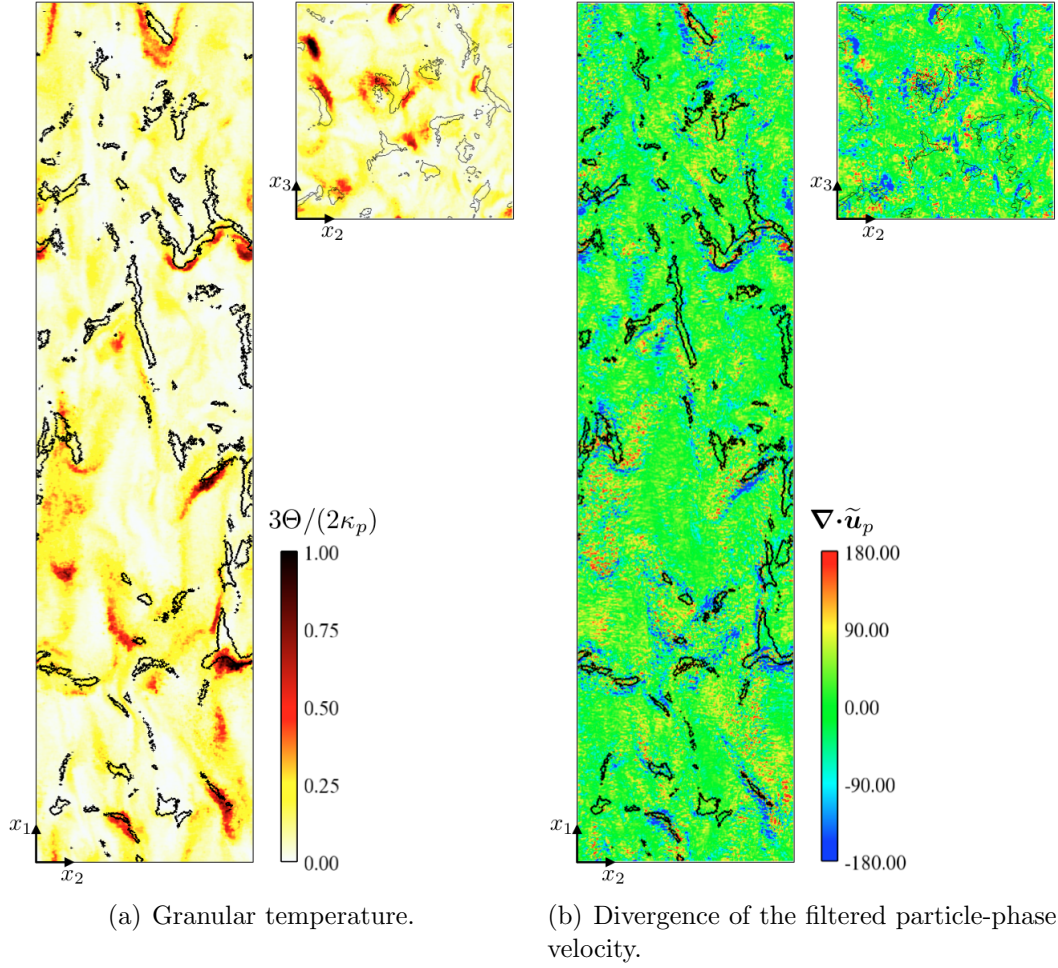 x₃
x₂
x₃
x₂
3Θ/(2κₚ)
1.00
0.75
0.50
0.25
0.00
∇·ũₚ
180.00
90.00
0.00
-90.00
-180.00
x₁
x₂
x₁
x₂
(a) Granular temperature.
(b) Divergence of the filtered particle-phase
velocity.